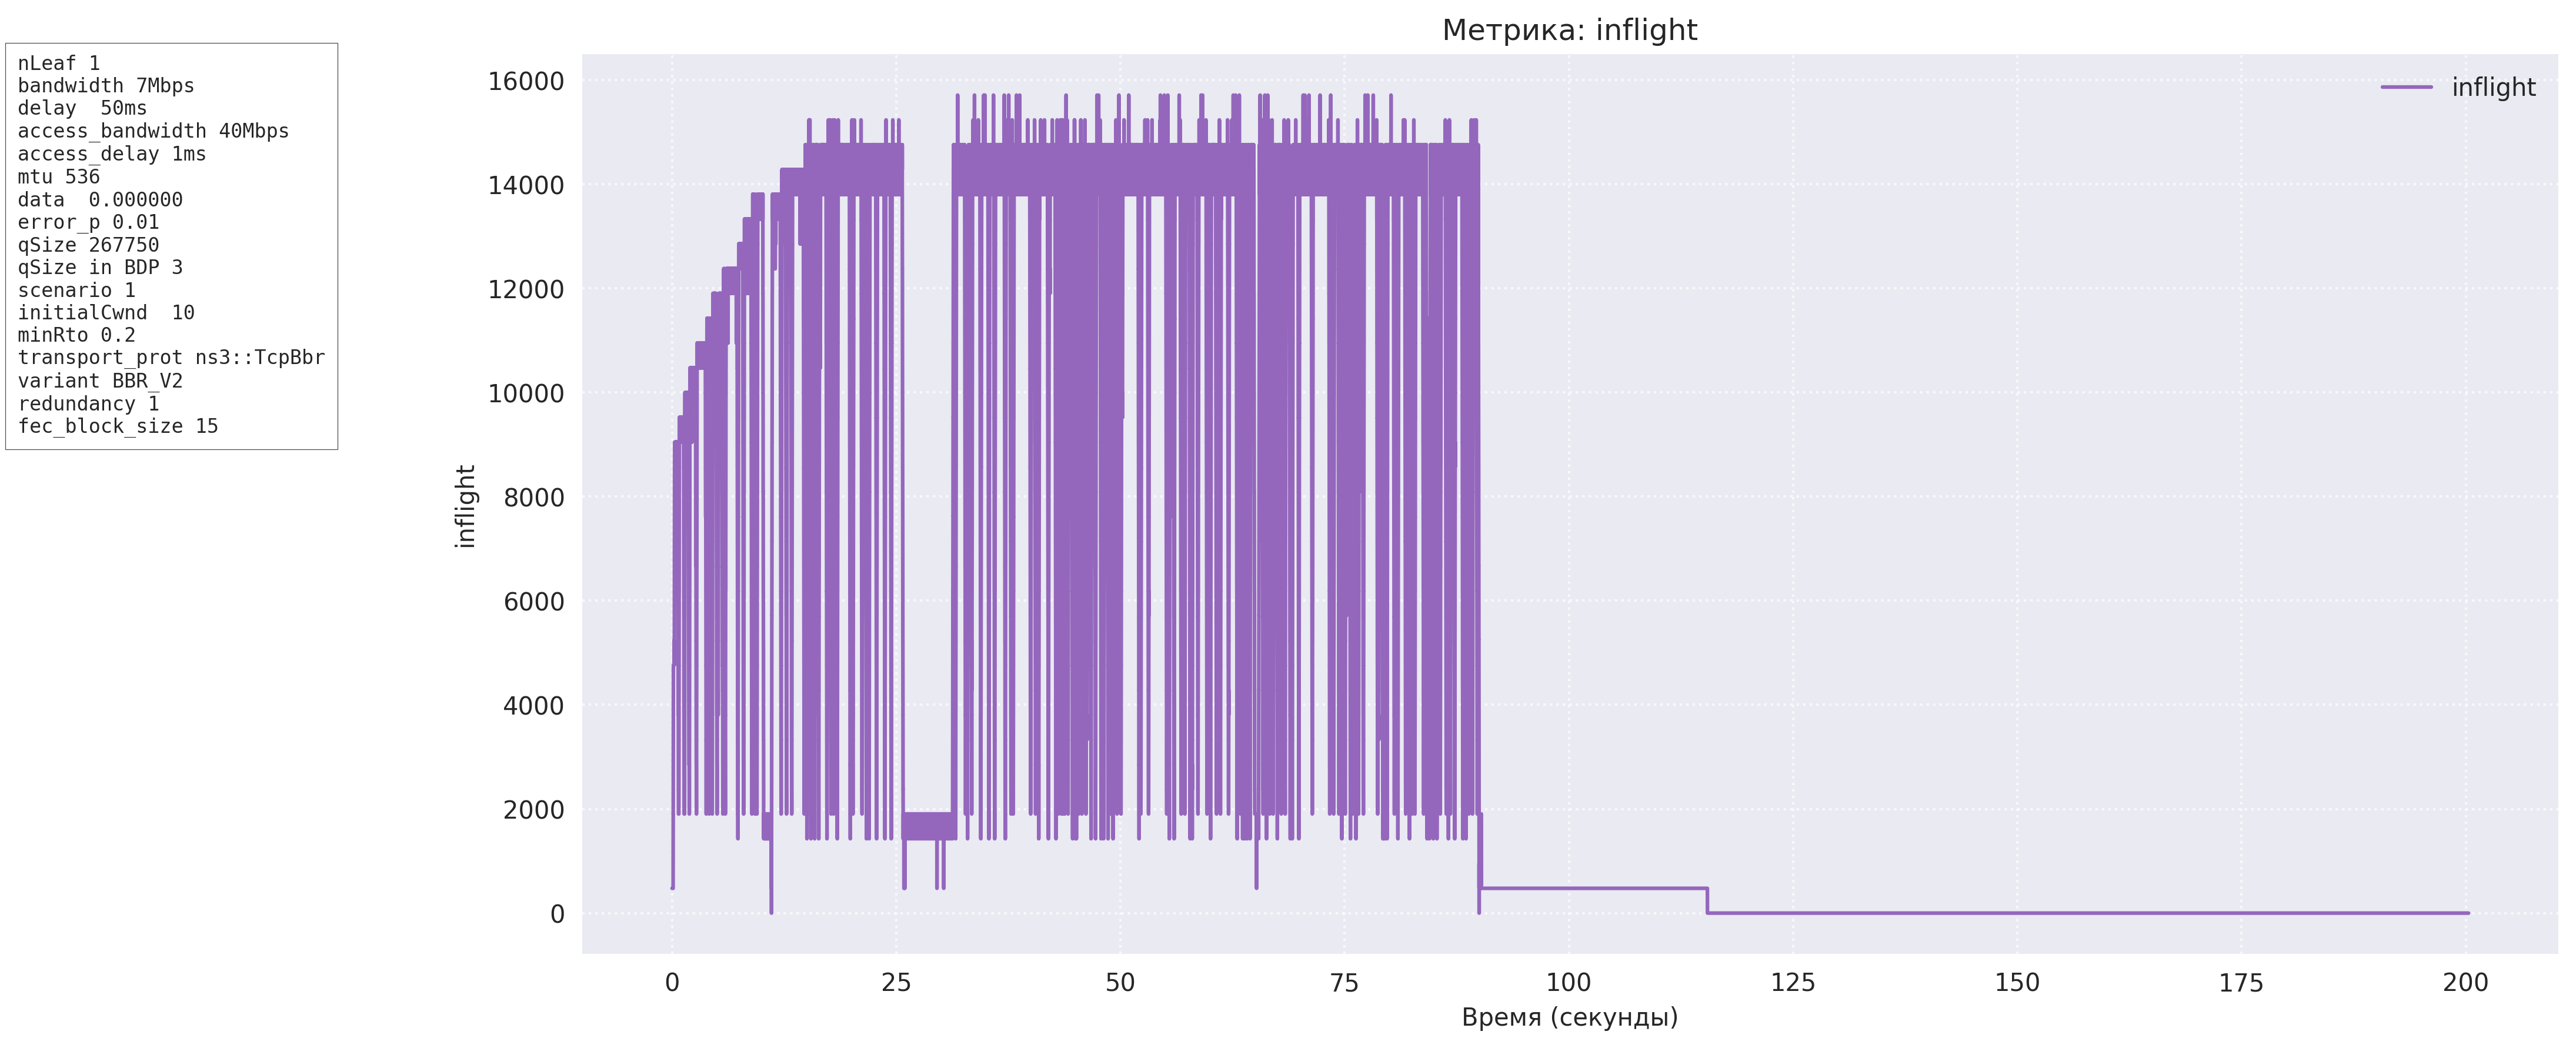 Метрика: inflight
nLeaf 1
bandwidth 7Mbps
delay  50ms
access_bandwidth 40Mbps
access_delay 1ms
mtu 536
data  0.000000
error_p 0.01
qSize 267750
qSize in BDP 3
scenario 1
initialCwnd  10
minRto 0.2
transport_prot ns3::TcpBbr
variant BBR_V2
redundancy 1
fec_block_size 15
inflight
inflight
16000
14000
12000
10000
8000
6000
4000
2000
0
0 25 50 75 100 125 150 175 200
Время (секунды)